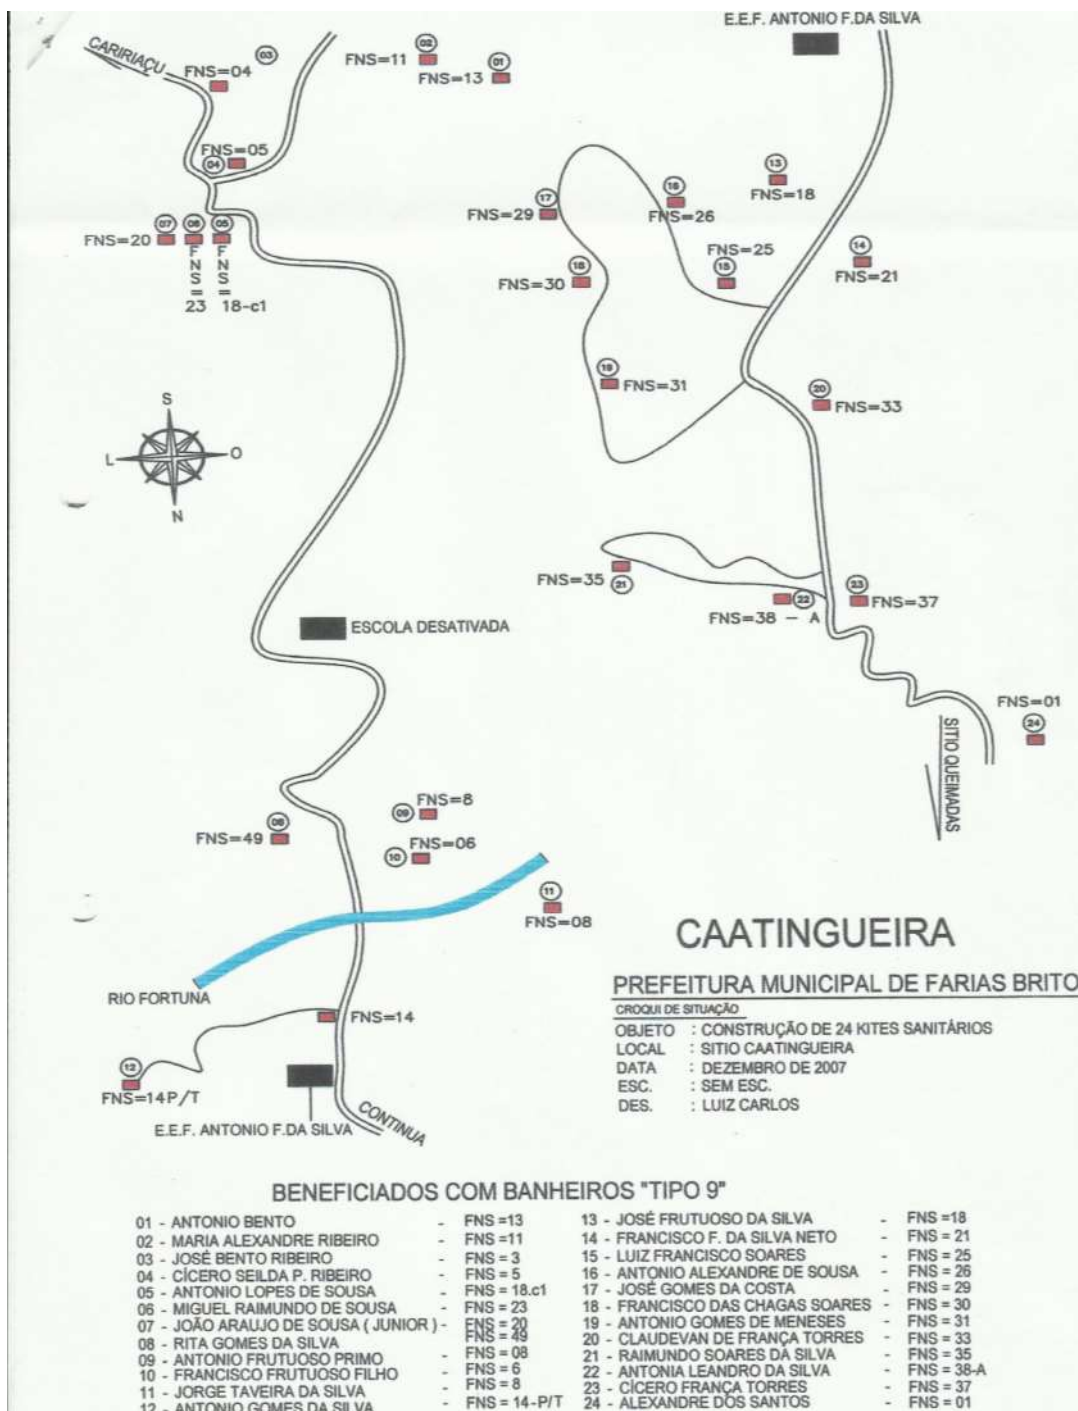 E.E.F. ANTONIO F.DA SILVA
CARIRIAÇU
03
FNS=04
02
FNS=11
01
FNS=13
FNS=05
04
07
06
05
FNS=20
FNS=23
FNS=18-c1
13
FNS=18
17
FNS=29
16
FNS=26
FNS=25
15
14
FNS=21
18
FNS=30
19
FNS=31
20
FNS=33
S
L
O
N
FNS=35
21
22
FNS=38 - A
23
FNS=37
ESCOLA DESATIVADA
FNS=01
24
SITIO QUEIMADAS
FNS=8
09
08
FNS=49
FNS=06
10
11
FNS=08
RIO FORTUNA
FNS=14
12
FNS=14P/T
E.E.F. ANTONIO F.DA SILVA
CONTINUA
CAATINGUEIRA
PREFEITURA MUNICIPAL DE FARIAS BRITO
CROQUI DE SITUAÇÃO
OBJETO : CONSTRUÇÃO DE 24 KITES SANITÁRIOS
LOCAL : SITIO CAATINGUEIRA
DATA : DEZEMBRO DE 2007
ESC. : SEM ESC.
DES. : LUIZ CARLOS
BENEFICIADOS COM BANHEIROS "TIPO 9"
01 - ANTONIO BENTO - FNS =13
02 - MARIA ALEXANDRE RIBEIRO - FNS =11
03 - JOSÉ BENTO RIBEIRO - FNS = 3
04 - CÍCERO SEILDA P. RIBEIRO - FNS = 5
05 - ANTONIO LOPES DE SOUSA - FNS = 18.c1
06 - MIGUEL RAIMUNDO DE SOUSA - FNS = 23
07 - JOÃO ARAUJO DE SOUSA ( JUNIOR ) - FNS = 20
08 - RITA GOMES DA SILVA FNS = 49
09 - ANTONIO FRUTUOSO PRIMO - FNS = 08
10 - FRANCISCO FRUTUOSO FILHO - FNS = 6
11 - JORGE TAVEIRA DA SILVA - FNS = 8
12 - ANTONIO GOMES DA SILVA - FNS = 14-P/T
13 - JOSÉ FRUTUOSO DA SILVA - FNS =18
14 - FRANCISCO F. DA SILVA NETO - FNS = 21
15 - LUIZ FRANCISCO SOARES - FNS = 25
16 - ANTONIO ALEXANDRE DE SOUSA - FNS = 26
17 - JOSÉ GOMES DA COSTA - FNS = 29
18 - FRANCISCO DAS CHAGAS SOARES - FNS = 30
19 - ANTONIO GOMES DE MENESES - FNS = 31
20 - CLAUDEVAN DE FRANÇA TORRES - FNS = 33
21 - RAIMUNDO SOARES DA SILVA - FNS = 35
22 - ANTONIA LEANDRO DA SILVA - FNS = 38-A
23 - CÍCERO FRANÇA TORRES - FNS = 37
24 - ALEXANDRE DOS SANTOS - FNS = 01